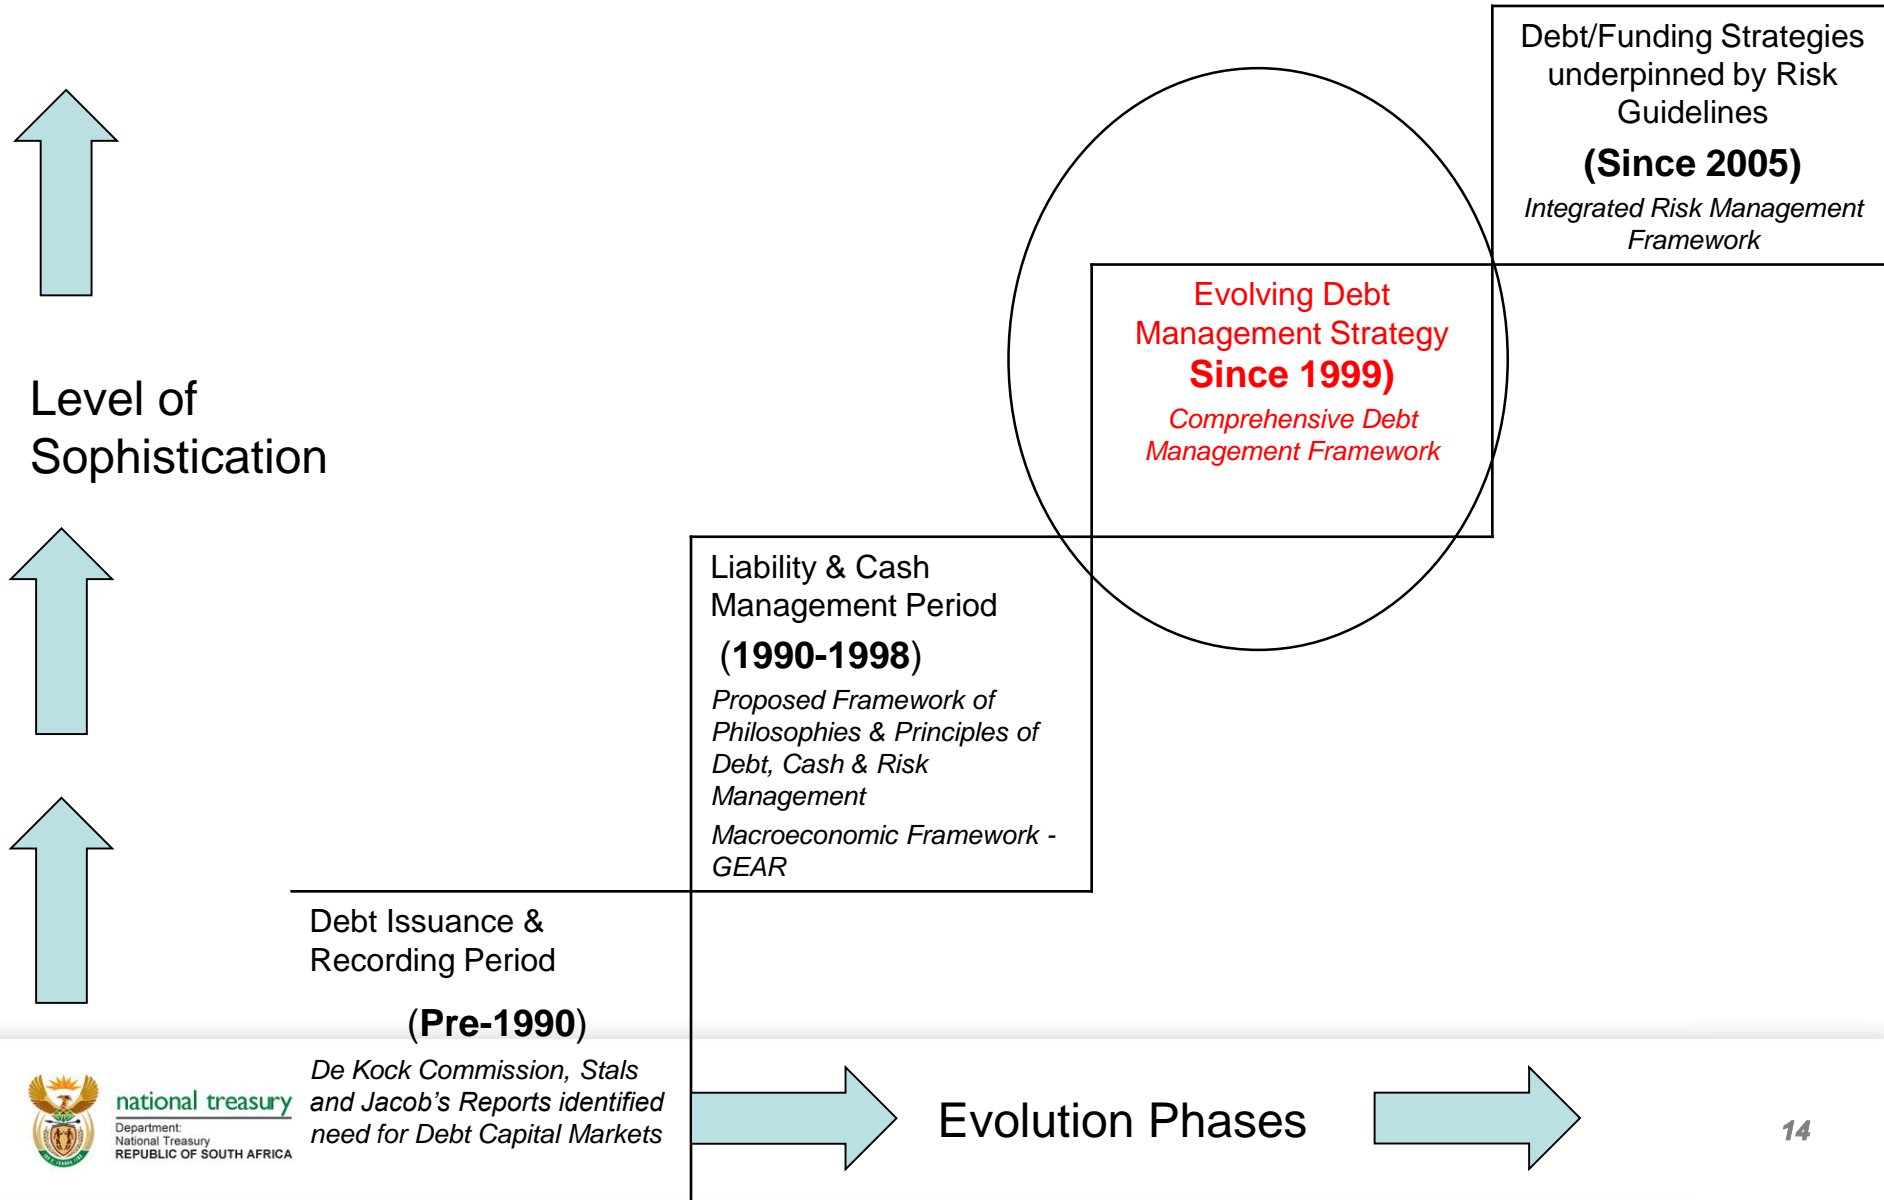 Debt/Funding Strategies
underpinned by Risk
Guidelines
(Since 2005)
Integrated Risk Management
Framework
Evolving Debt
Management Strategy
Since 1999)
Comprehensive Debt
Management Framework
Level of
Sophistication
Liability & Cash
Management Period
(1990-1998)
Proposed Framework of
Philosophies & Principles of
Debt, Cash & Risk
Management
Macroeconomic Framework -
GEAR
Debt Issuance &
Recording Period
(Pre-1990)
De Kock Commission, Stals
and Jacob’s Reports identified
need for Debt Capital Markets
national treasury
Department:
National Treasury
REPUBLIC OF SOUTH AFRICA
Evolution Phases
14